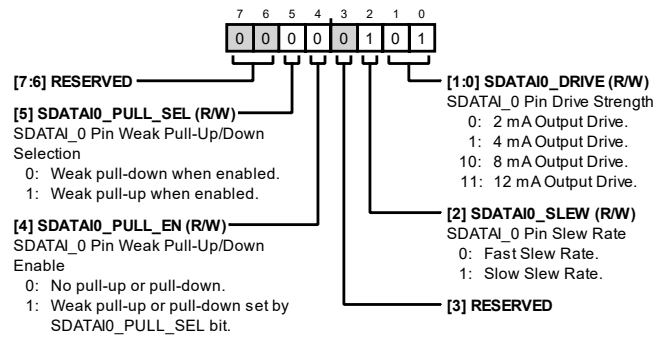 7 6 5 4 3 2 1 0
0 0 0 0 0 1 0 1
[7:6] RESERVED
[5] SDATAI0_PULL_SEL (R/W)
SDATAI_0 Pin Weak Pull-Up/Down
Selection
0: Weak pull-down when enabled.
1: Weak pull-up when enabled.
[4] SDATAI0_PULL_EN (R/W)
SDATAI_0 Pin Weak Pull-Up/Down
Enable
0: No pull-up or pull-down.
1: Weak pull-up or pull-down set by
SDATAI0_PULL_SEL bit.
[1:0] SDATAI0_DRIVE (R/W)
SDATAI_0 Pin Drive Strength
0: 2 mA Output Drive.
1: 4 mA Output Drive.
10: 8 mA Output Drive.
11: 12 mA Output Drive.
[2] SDATAI0_SLEW (R/W)
SDATAI_0 Pin Slew Rate
0: Fast Slew Rate.
1: Slow Slew Rate.
[3] RESERVED